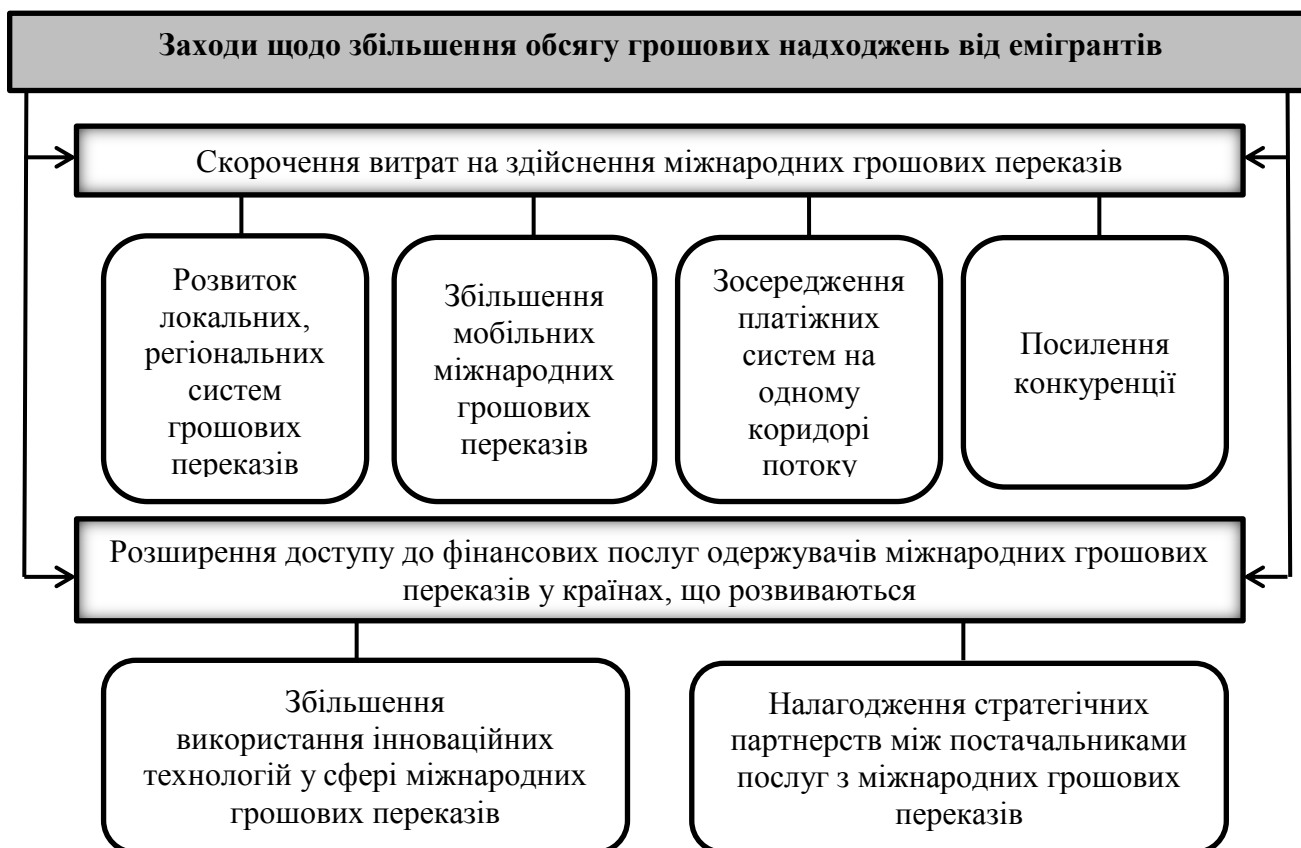 Заходи щодо збільшення обсягу грошових надходжень від емігрантів
Скорочення витрат на здійснення міжнародних грошових переказів
Розвиток
локальних,
регіональних
систем
грошових
переказів
Збільшення
мобільних
міжнародних
грошових
переказів
Зосередження
платіжних
систем на
одному
коридорі
потоку
Посилення
конкуренції
Розширення доступу до фінансових послуг одержувачів міжнародних грошових
переказів у країнах, що розвиваються
Збільшення
використання інноваційних
технологій у сфері міжнародних
грошових переказів
Налагодження стратегічних
партнерств між постачальниками
послуг з міжнародних грошових
переказів